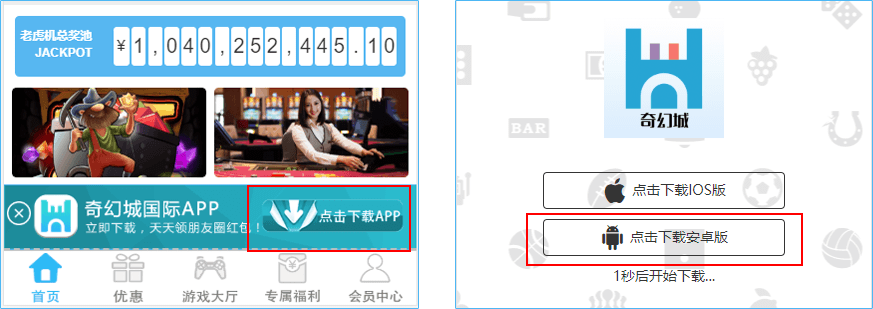 老虎机总奖池
JACKPOT
¥1,040,252,445.10
奇幻城国际APP
立即下载，天天领朋友圈红包！
点击下载APP
首页
优惠
游戏大厅
专属福利
会员中心
奇幻城
BAR
点击下载IOS版
点击下载安卓版
1秒后开始下载...